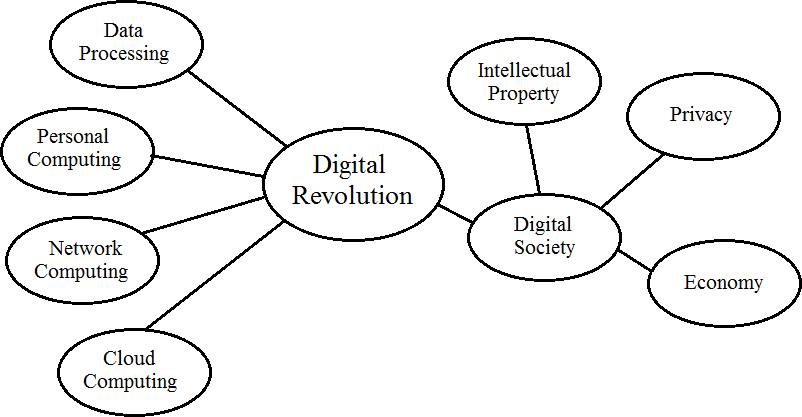 Data
Processing
Personal
Computing
Network
Computing
Cloud
Computing
Digital
Revolution
Intellectual
Property
Privacy
Digital
Society
Economy